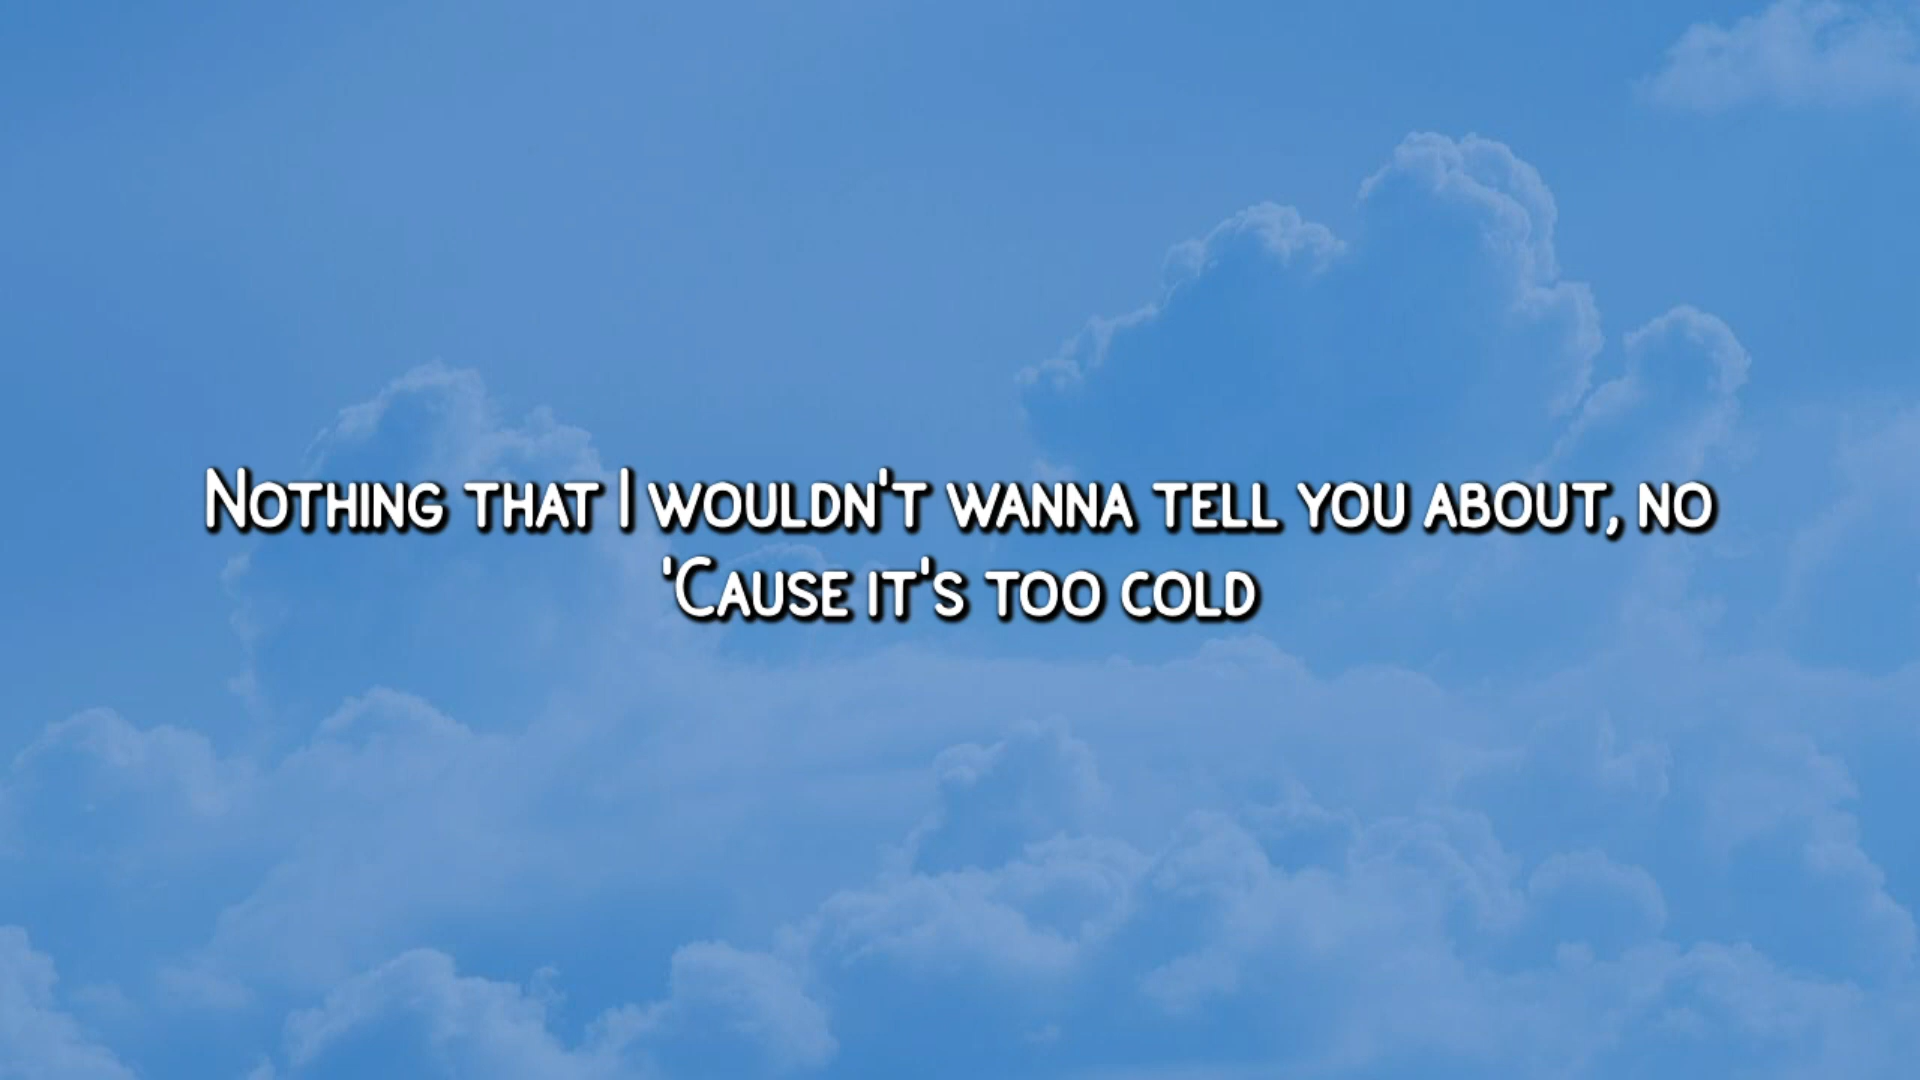 Nothing that I wouldn't wanna tell you about, no
'Cause it's too cold